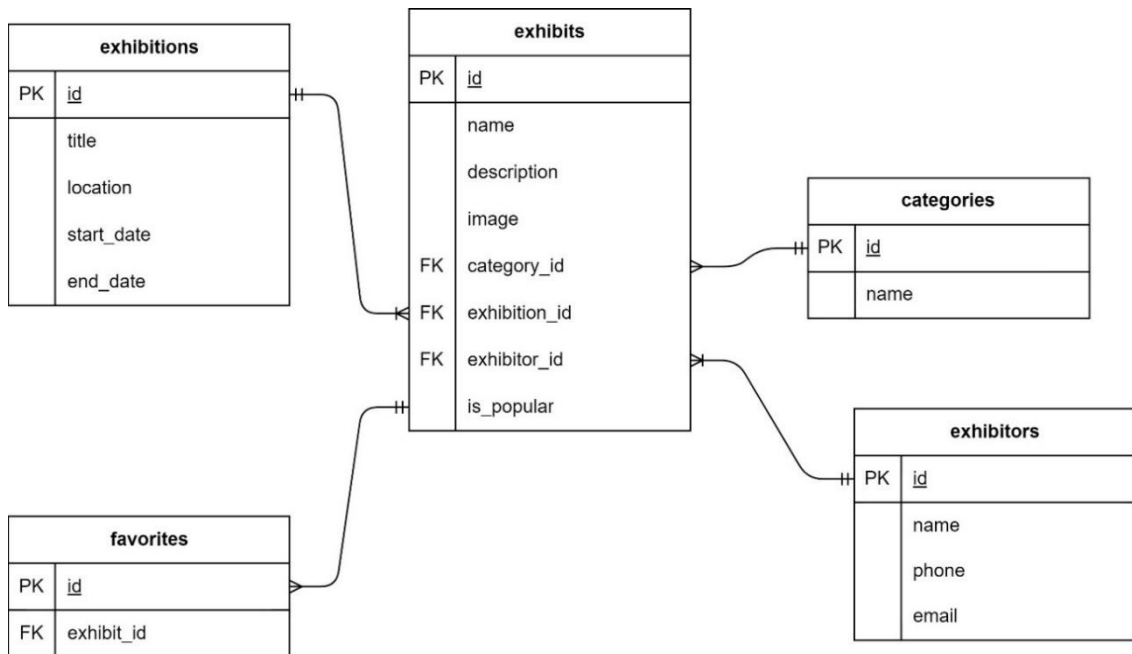 exhibitions
PK id
title
location
start_date
end_date
exhibits
PK id
name
description
image
FK category_id
FK exhibition_id
FK exhibitor_id
is_popular
categories
PK id
name
exhibitors
PK id
name
phone
email
favorites
PK id
FK exhibit_id